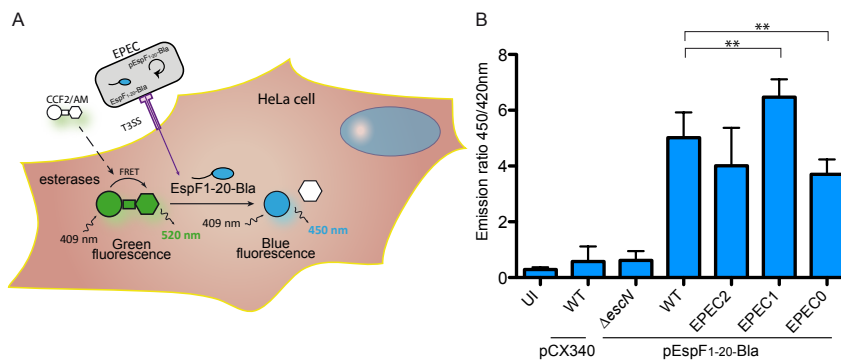 A
EPEC
pEspF1-20-Bla
EspF1-20-Bla
CCF2/AM
T3SS
HeLa cell
esterases
FRET
EspF1-20-Bla
409 nm
520 nm
409 nm
450 nm
Green
fluorescence
Blue
fluorescence
B
Emission ratio 450/420nm
8
6
4
2
0
**
**
UI
WT
ΔescN
WT
EPEC2
EPEC1
EPEC0
pCX340
pEspF1-20-Bla